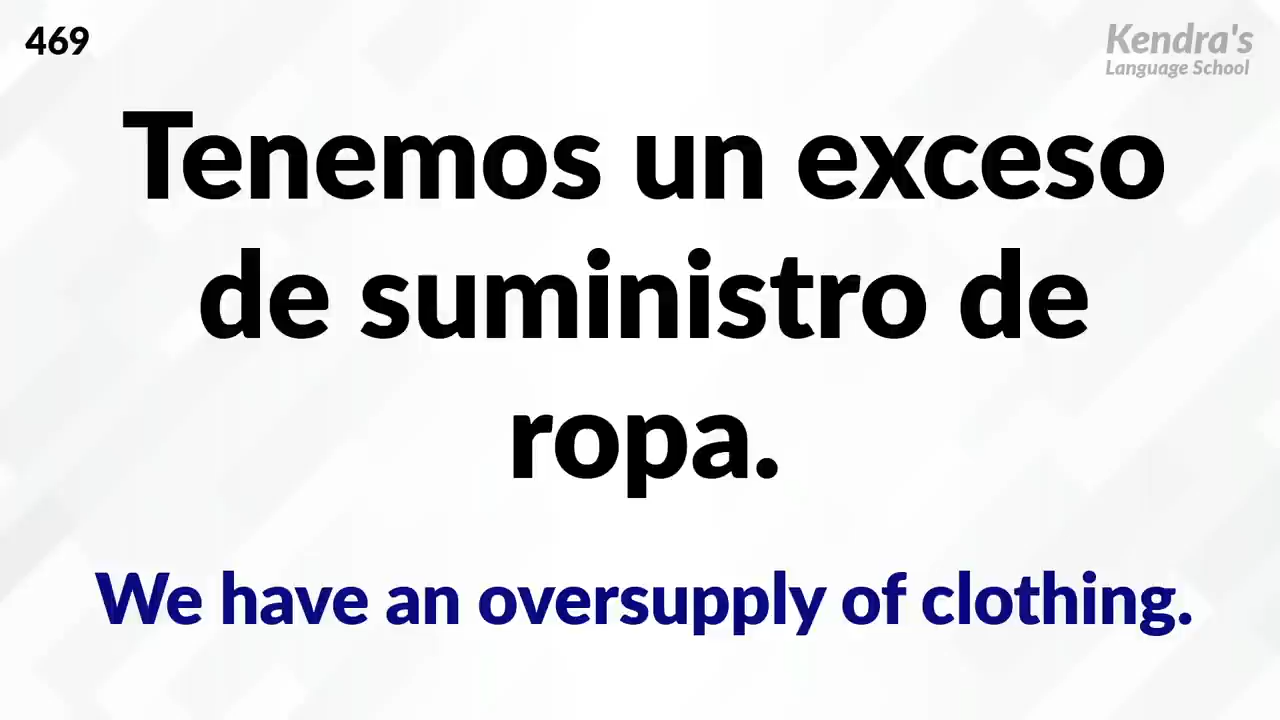 469
Kendra's
Language School
Tenemos un exceso
de suministro de
ropa.
We have an oversupply of clothing.